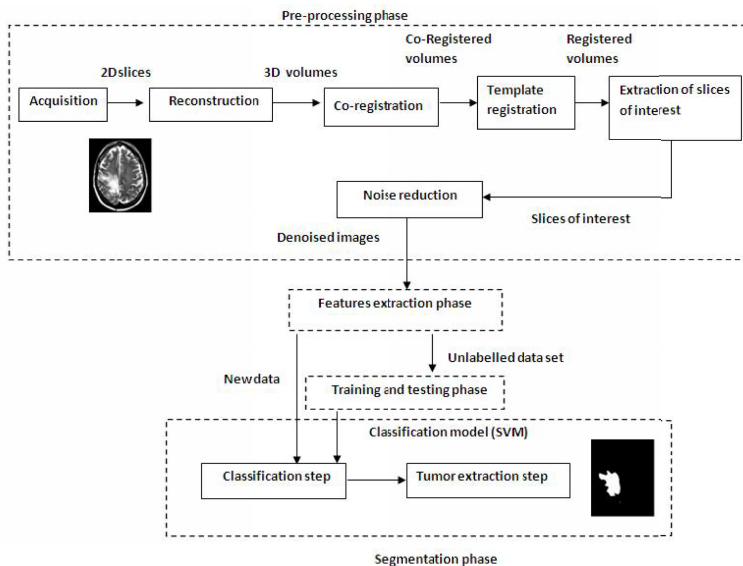 Pre-processing phase
2D slices
3D volumes
Co-Registered
volumes
Registered
volumes
Acquisition
Reconstruction
Co-registration
Template
registration
Extraction of slices
of interest
Noise reduction
Slices of interest
Denoised images
Features extraction phase
Unlabelled data set
New data
Training and testing phase
Classification model (SVM)
Classification step
Tumor extraction step
Segmentation phase